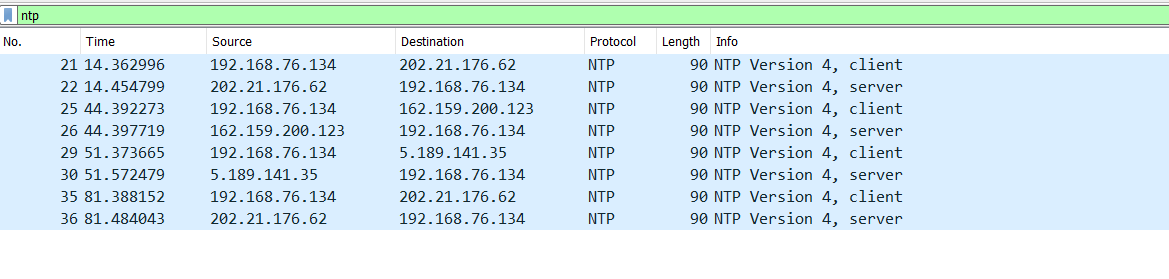 ntp
No. Time Source Destination Protocol Length Info
21 14.362996 192.168.76.134 202.21.176.62 NTP 90 NTP Version 4, client
22 14.454799 202.21.176.62 192.168.76.134 NTP 90 NTP Version 4, server
25 44.392273 192.168.76.134 162.159.200.123 NTP 90 NTP Version 4, client
26 44.397719 162.159.200.123 192.168.76.134 NTP 90 NTP Version 4, server
29 51.373665 192.168.76.134 5.189.141.35 NTP 90 NTP Version 4, client
30 51.572479 5.189.141.35 192.168.76.134 NTP 90 NTP Version 4, server
35 81.388152 192.168.76.134 202.21.176.62 NTP 90 NTP Version 4, client
36 81.484043 202.21.176.62 192.168.76.134 NTP 90 NTP Version 4, server